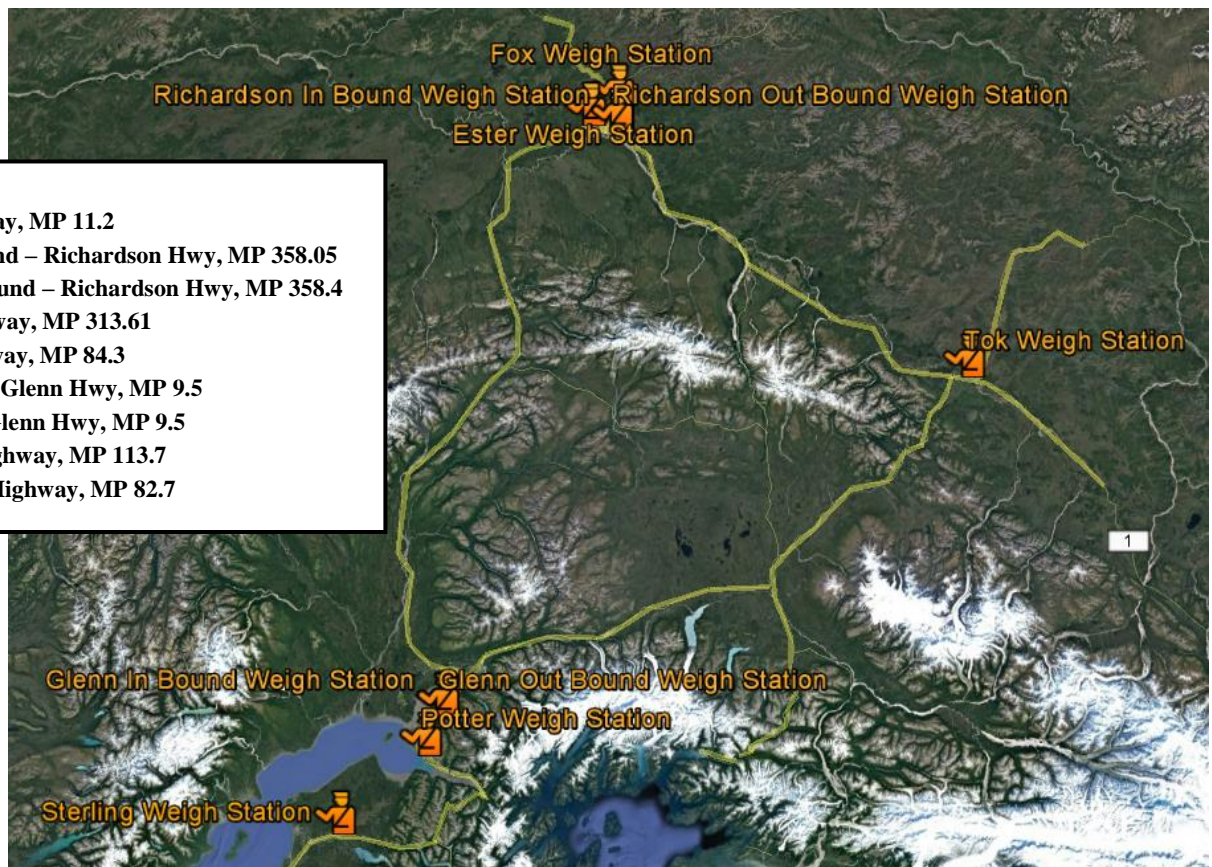 Fox Weigh Station
Richardson In Bound Weigh Station
Richardson Out Bound Weigh Station
Ester Weigh Station
ay, MP 11.2
nd – Richardson Hwy, MP 358.05
und – Richardson Hwy, MP 358.4
way, MP 313.61
way, MP 84.3
Glenn Hwy, MP 9.5
Glenn Hwy, MP 9.5
ghway, MP 113.7
Highway, MP 82.7
Tok Weigh Station
1
Glenn In Bound Weigh Station
Glenn Out Bound Weigh Station
Potter Weigh Station
Sterling Weigh Station